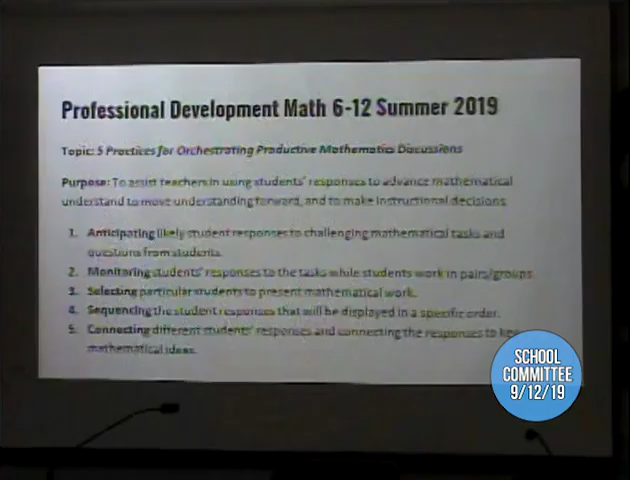 Professional Development Math 6-12 Summer 2019
Topic: 5 Practices for Orchestrating Productive Mathematics Discussions
Purpose: To assist teachers in using students' responses to advance mathematical
understand to move understanding forward, and to make instructional decisions
1. Anticipating likely student responses to challenging mathematical tasks and
questions from students.
2. Monitoring students' responses to the tasks while students work in pairs/groups.
3. Selecting particular students to present mathematical work.
4. Sequencing the student responses that will be displayed in a specific order.
5. Connecting different students' responses and connecting the responses to key
mathematical ideas.
SCHOOL
COMMITTEE
9/12/19